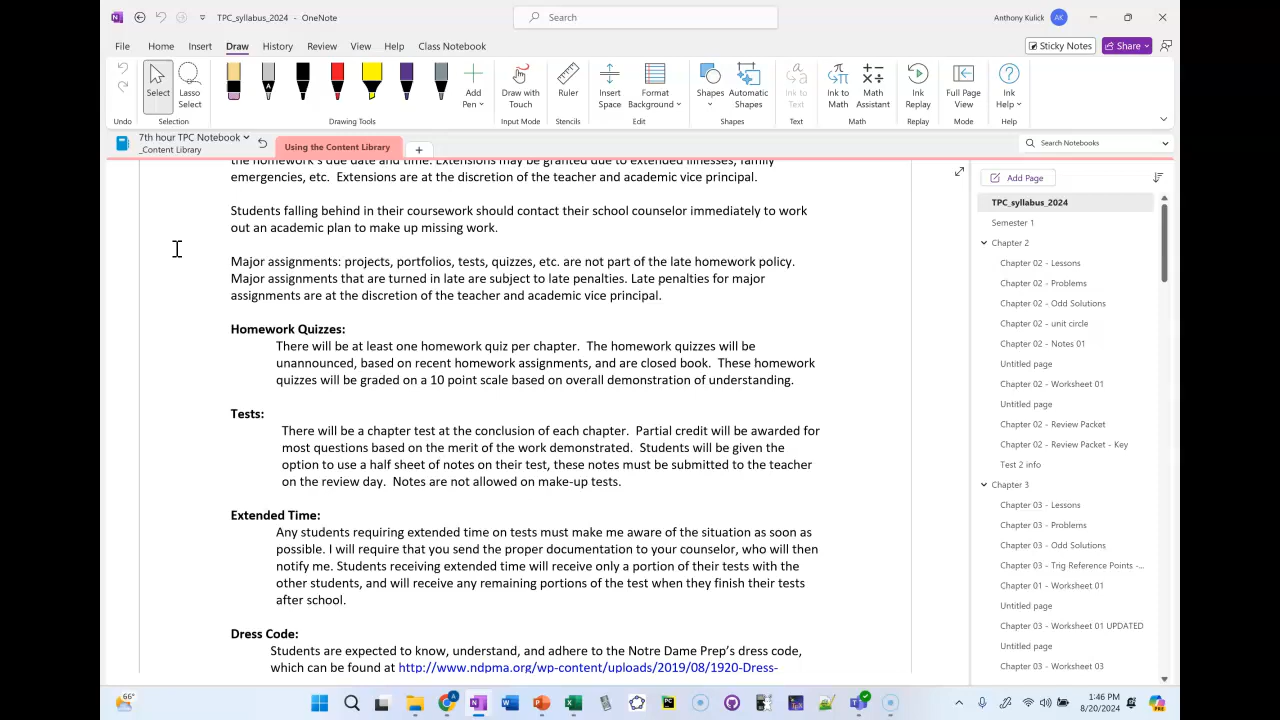 TPC_syllabus_2024 - OneNote
Search
Anthony Kulick
AK
File Home Insert Draw History Review View Help Class Notebook
Sticky Notes
Share
Select
Lasso Select
Add Pen
Draw with Touch
Ruler
Insert Space
Format Background
Shapes
Automatic Shapes
Ink to Text
Ink to Math
Math Assistant
Ink Replay
Full Page View
Ink Help
Undo
Selection
Drawing Tools
Input Mode
Stencils
Edit
Shapes
Text
Math
Replay
Mode
Help
7th hour TPC Notebook
_Content Library
Using the Content Library
+
Search Notebooks
the homework's due date and time. Extensions may be granted due to extended illnesses, family
emergencies, etc.  Extensions are at the discretion of the teacher and academic vice principal.
Students falling behind in their coursework should contact their school counselor immediately to work
out an academic plan to make up missing work.
Major assignments: projects, portfolios, tests, quizzes, etc. are not part of the late homework policy.
Major assignments that are turned in late are subject to late penalties. Late penalties for major
assignments are at the discretion of the teacher and academic vice principal.
Homework Quizzes:
There will be at least one homework quiz per chapter.  The homework quizzes will be
unannounced, based on recent homework assignments, and are closed book.  These homework
quizzes will be graded on a 10 point scale based on overall demonstration of understanding.
Tests:
There will be a chapter test at the conclusion of each chapter.  Partial credit will be awarded for
most questions based on the merit of the work demonstrated.  Students will be given the
option to use a half sheet of notes on their test, these notes must be submitted to the teacher
on the review day.  Notes are not allowed on make-up tests.
Extended Time:
Any students requiring extended time on tests must make me aware of the situation as soon as
possible. I will require that you send the proper documentation to your counselor, who will then
notify me. Students receiving extended time will receive only a portion of their tests with the
other students, and will receive any remaining portions of the test when they finish their tests
after school.
Dress Code:
Students are expected to know, understand, and adhere to the Notre Dame Prep's dress code,
which can be found at http://www.ndpma.org/wp-content/uploads/2019/08/1920-Dress-
Add Page
TPC_syllabus_2024
Semester 1
Chapter 2
Chapter 02 - Lessons
Chapter 02 - Problems
Chapter 02 - Odd Solutions
Chapter 02 - unit circle
Chapter 02 - Notes 01
Untitled page
Chapter 02 - Worksheet 01
Untitled page
Chapter 02 - Review Packet
Chapter 02 - Review Packet - Key
Test 2 info
Chapter 3
Chapter 03 - Lessons
Chapter 03 - Problems
Chapter 03 - Odd Solutions
Chapter 03 - Trig Reference Points -...
Chapter 01 - Worksheet 01
Untitled page
Chapter 03 - Worksheet 01 UPDATED
Untitled page
Chapter 03 - Worksheet 03
66°
1:46 PM
8/20/2024